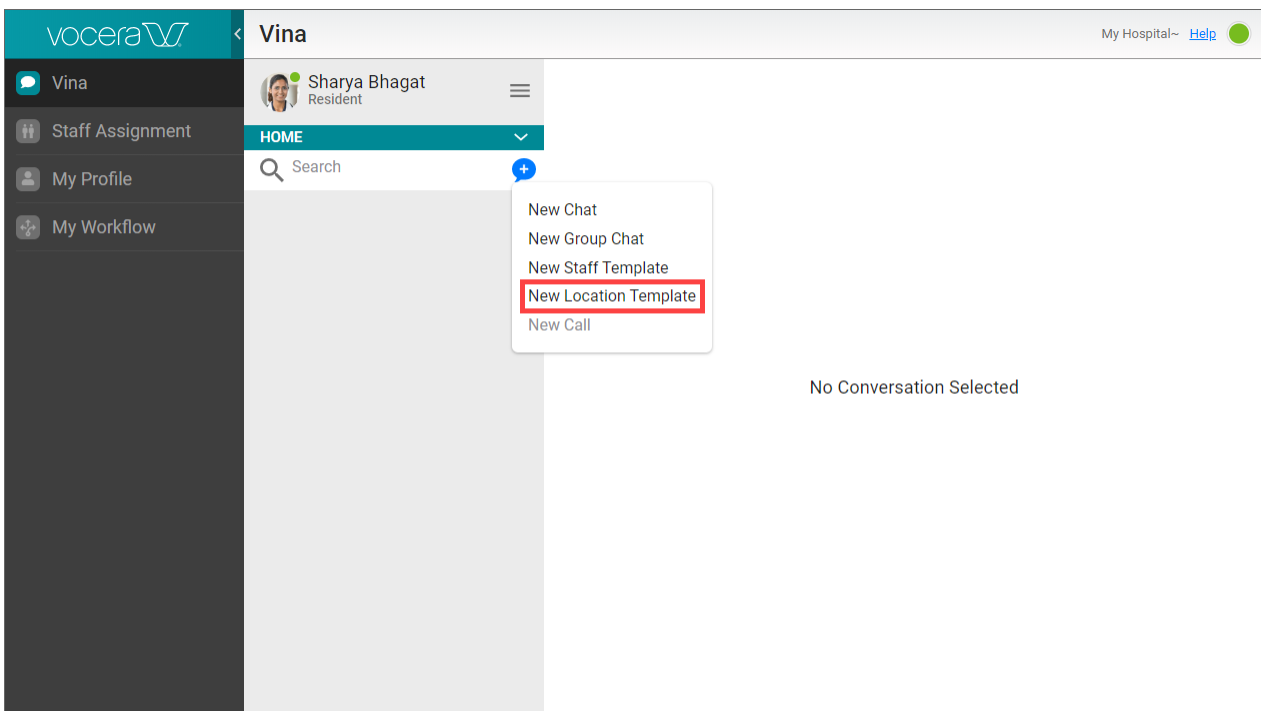 vocera
Vina
My Hospital~ Help
Vina
Staff Assignment
My Profile
My Workflow
Sharya Bhagat
Resident
HOME
Search
New Chat
New Group Chat
New Staff Template
New Location Template
New Call
No Conversation Selected